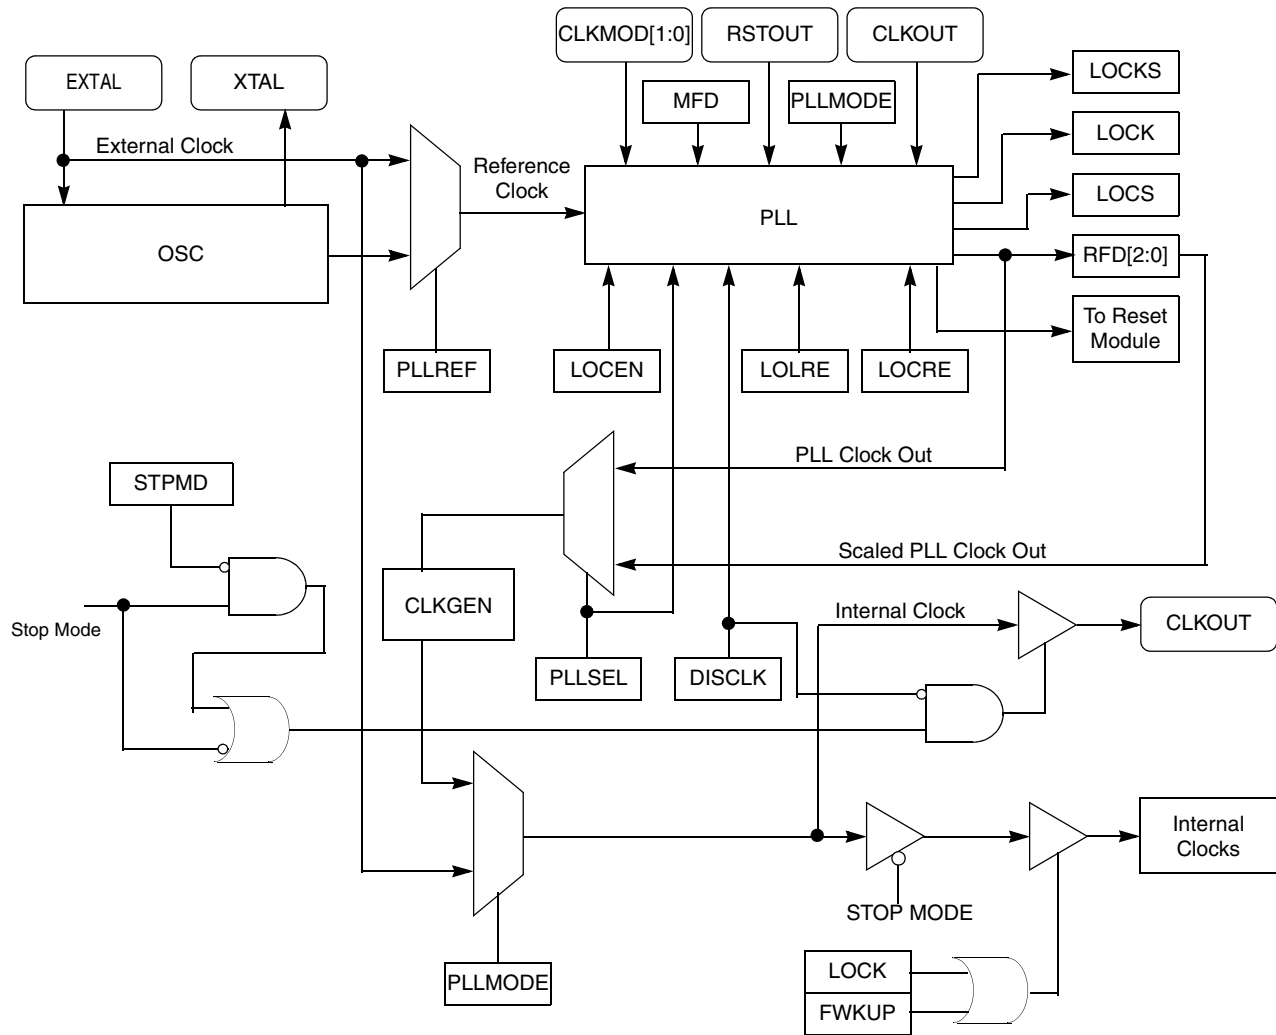 CLKMOD[1:0]
RSTOUT
CLKOUT
EXTAL
XTAL
MFD
PLLMODE
LOCKS
LOCK
LOCS
RFD[2:0]
To Reset
Module
External Clock
Reference
Clock
OSC
PLL
PLLREF
LOCEN
LOLRE
LOCRE
PLL Clock Out
STPMD
Scaled PLL Clock Out
CLKGEN
Stop Mode
Internal Clock
CLKOUT
PLLSEL
DISCLK
Internal
Clocks
STOP MODE
PLLMODE
LOCK
FWKUP